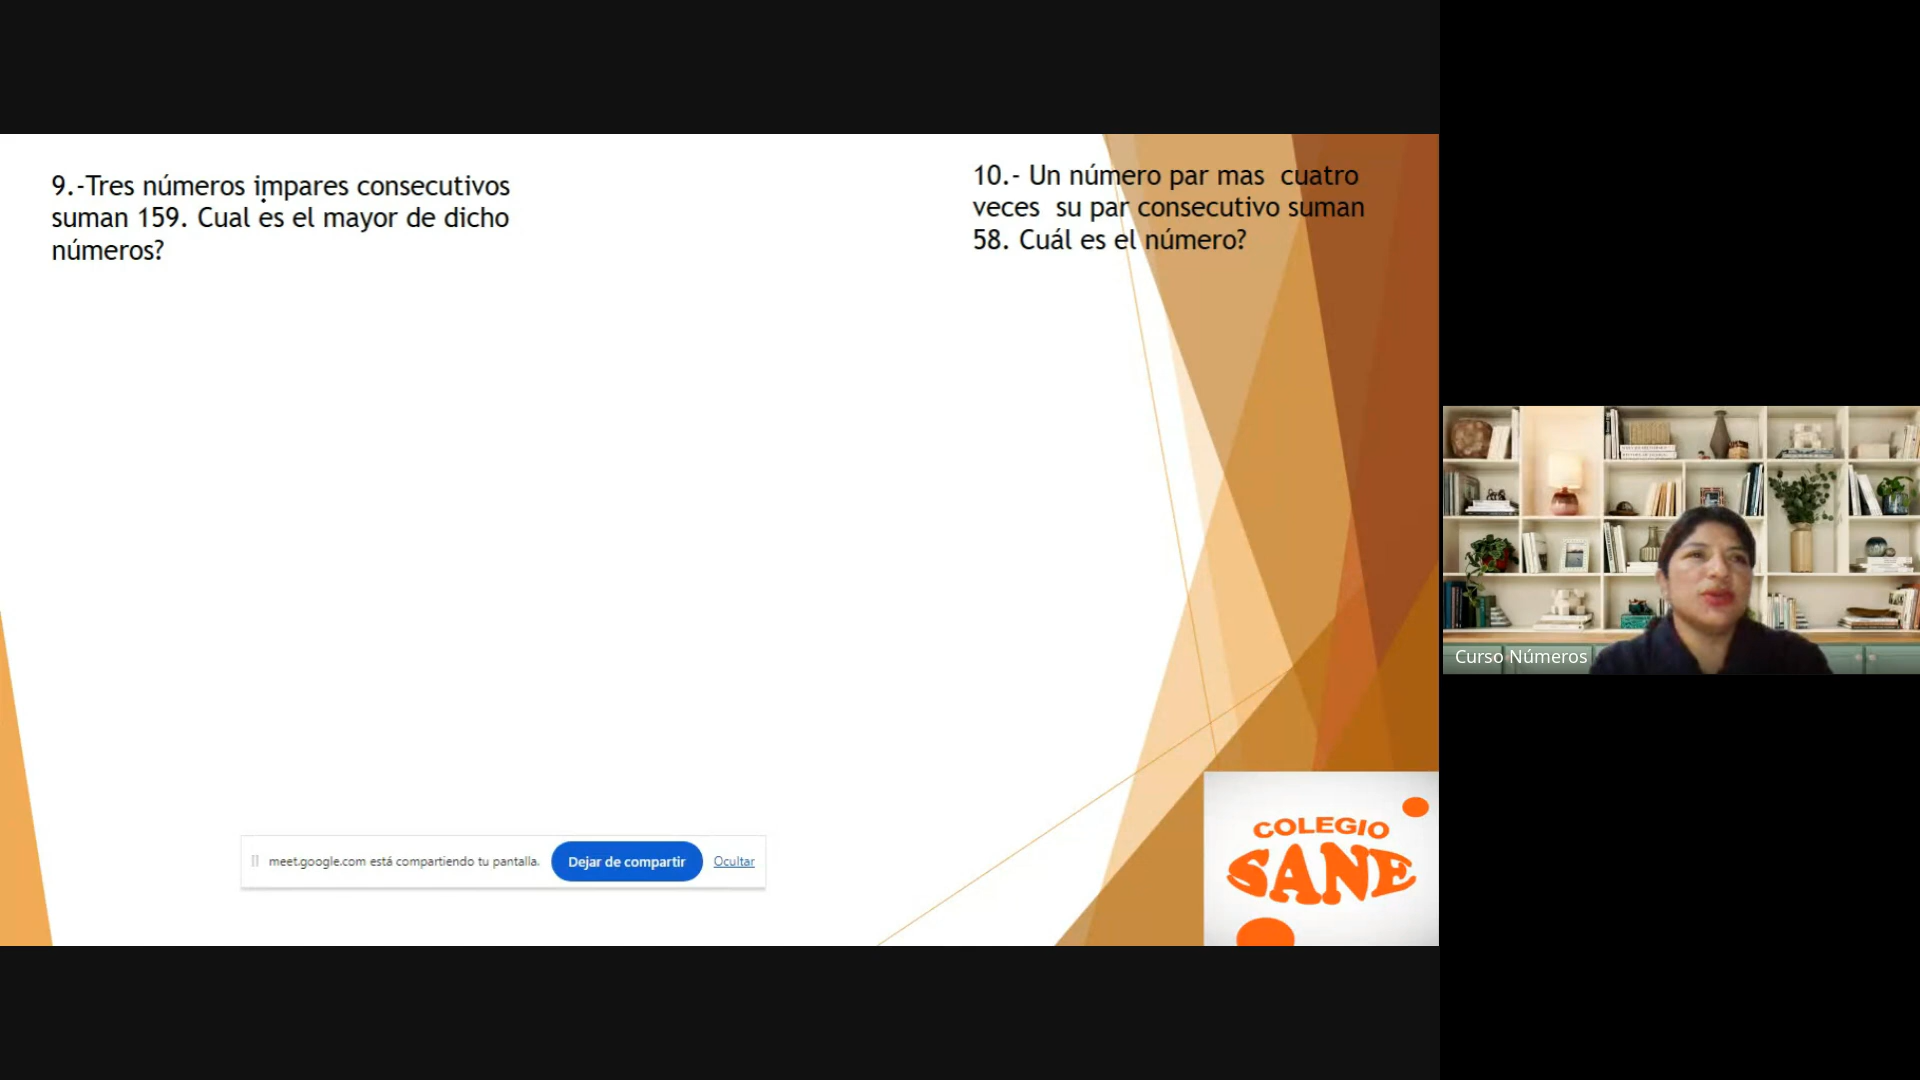 9.-Tres números impares consecutivos
suman 159. Cual es el mayor de dicho
números?
10.- Un número par mas cuatro
veces su par consecutivo suman
58. Cuál es el número?
meet.google.com está compartiendo tu pantalla.
Dejar de compartir
Ocultar
COLEGIO
SANE
Curso Números